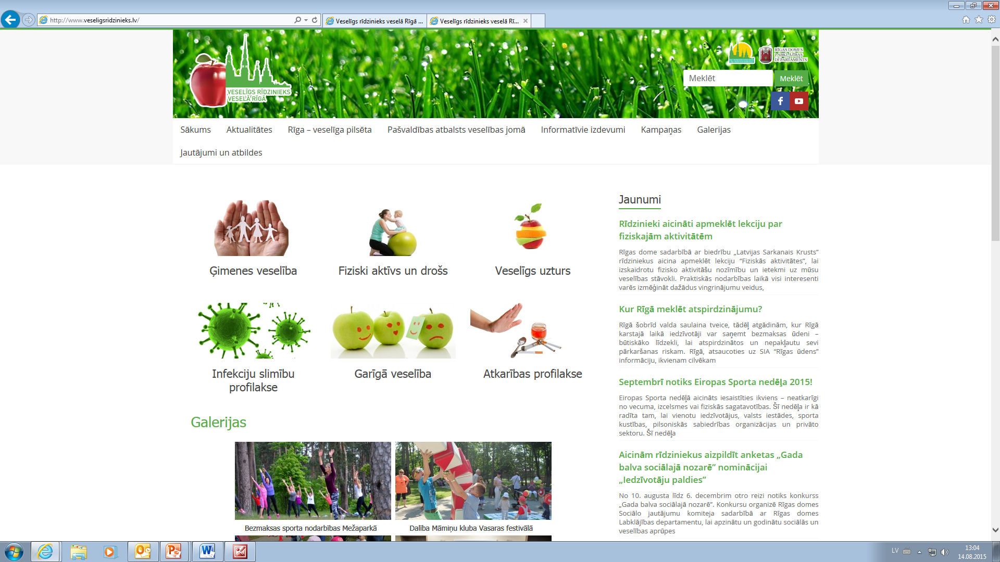 http://www.veseligsridzinieks.lv/
Veselīgs rīdzinieks veselā Rīgā ...
Veselīgs rīdzinieks veselā Rī...
VESELĪGS RĪDZINIEKS
VESELĀ RĪGĀ
RĪGAS DOMES
LABKLĀJĪBAS
DEPARTAMENTS
Meklēt
Meklēt
Sākums
Aktualitātes
Rīga – veselīga pilsēta
Pašvaldības atbalsts veselības jomā
Informatīvie izdevumi
Kampaņas
Galerijas
Jautājumi un atbildes
Ģimenes veselība
Fiziski aktīvs un drošs
Veselīgs uzturs
Infekciju slimību
profilakse
Garīgā veselība
Atkarības profilakse
Galerijas
Bezmaksas sporta nodarbības Mežaparkā
Dalība Māmiņu kluba Vasaras festivālā
Jaunumi
Rīdzinieki aicināti apmeklēt lekciju par
fiziskajām aktivitātēm
Rīgas dome sadarbībā ar biedrību „Latvijas Sarkanais Krusts”
rīdziniekus aicina apmeklēt lekciju “Fiziskās aktivitātes”, lai
izskaidrotu fizisko aktivitāšu nozīmību un ietekmi uz mūsu
veselības stāvokli. Praktiskās nodarbības laikā visi interesenti
varēs izmēģināt dažādus vingrinājumu veidus,
Kur Rīgā meklēt atspirdzinājumu?
Rīgā šobrīd valda saulaina tveice, tādēļ atgādinām, kur Rīgā
karstajā laikā iedzīvotāji var saņemt bezmaksas ūdeni –
būtiskāko līdzekli, lai atspirdzinātos un nepakļautu sevi
pārkaršanas riskam. Rīgā, atsaucoties uz SIA “Rīgas ūdens”
informāciju, ikvienam cilvēkam
Septembrī notiks Eiropas Sporta nedēļa 2015!
Eiropas Sporta nedēļā aicināts iesaistīties ikviens – neatkarīgi
no vecuma, izcelsmes vai fiziskās sagatavotības. Šī nedēļa ir kā
radīta tam, lai vienotu iedzīvotājus, valsts iestādes, sporta
kustības, pilsoniskās sabiedrības organizācijas un privāto
sektoru. Šī nedēļa
Aicinām rīdziniekus aizpildīt anketas „Gada
balva sociālajā nozarē” nominācijai
„Iedzīvotāju paldies”
No 10. augusta līdz 6. decembrim otro reizi notiks konkurss
„Gada balva sociālajā nozarē”. Konkursu organizē Rīgas domes
Sociālo jautājumu komiteja sadarbībā ar Rīgas domes
Labklājības departamentu, lai apzinātu un godinātu sociālās un
veselības aprūpes
LV
13:04
14.08.2015